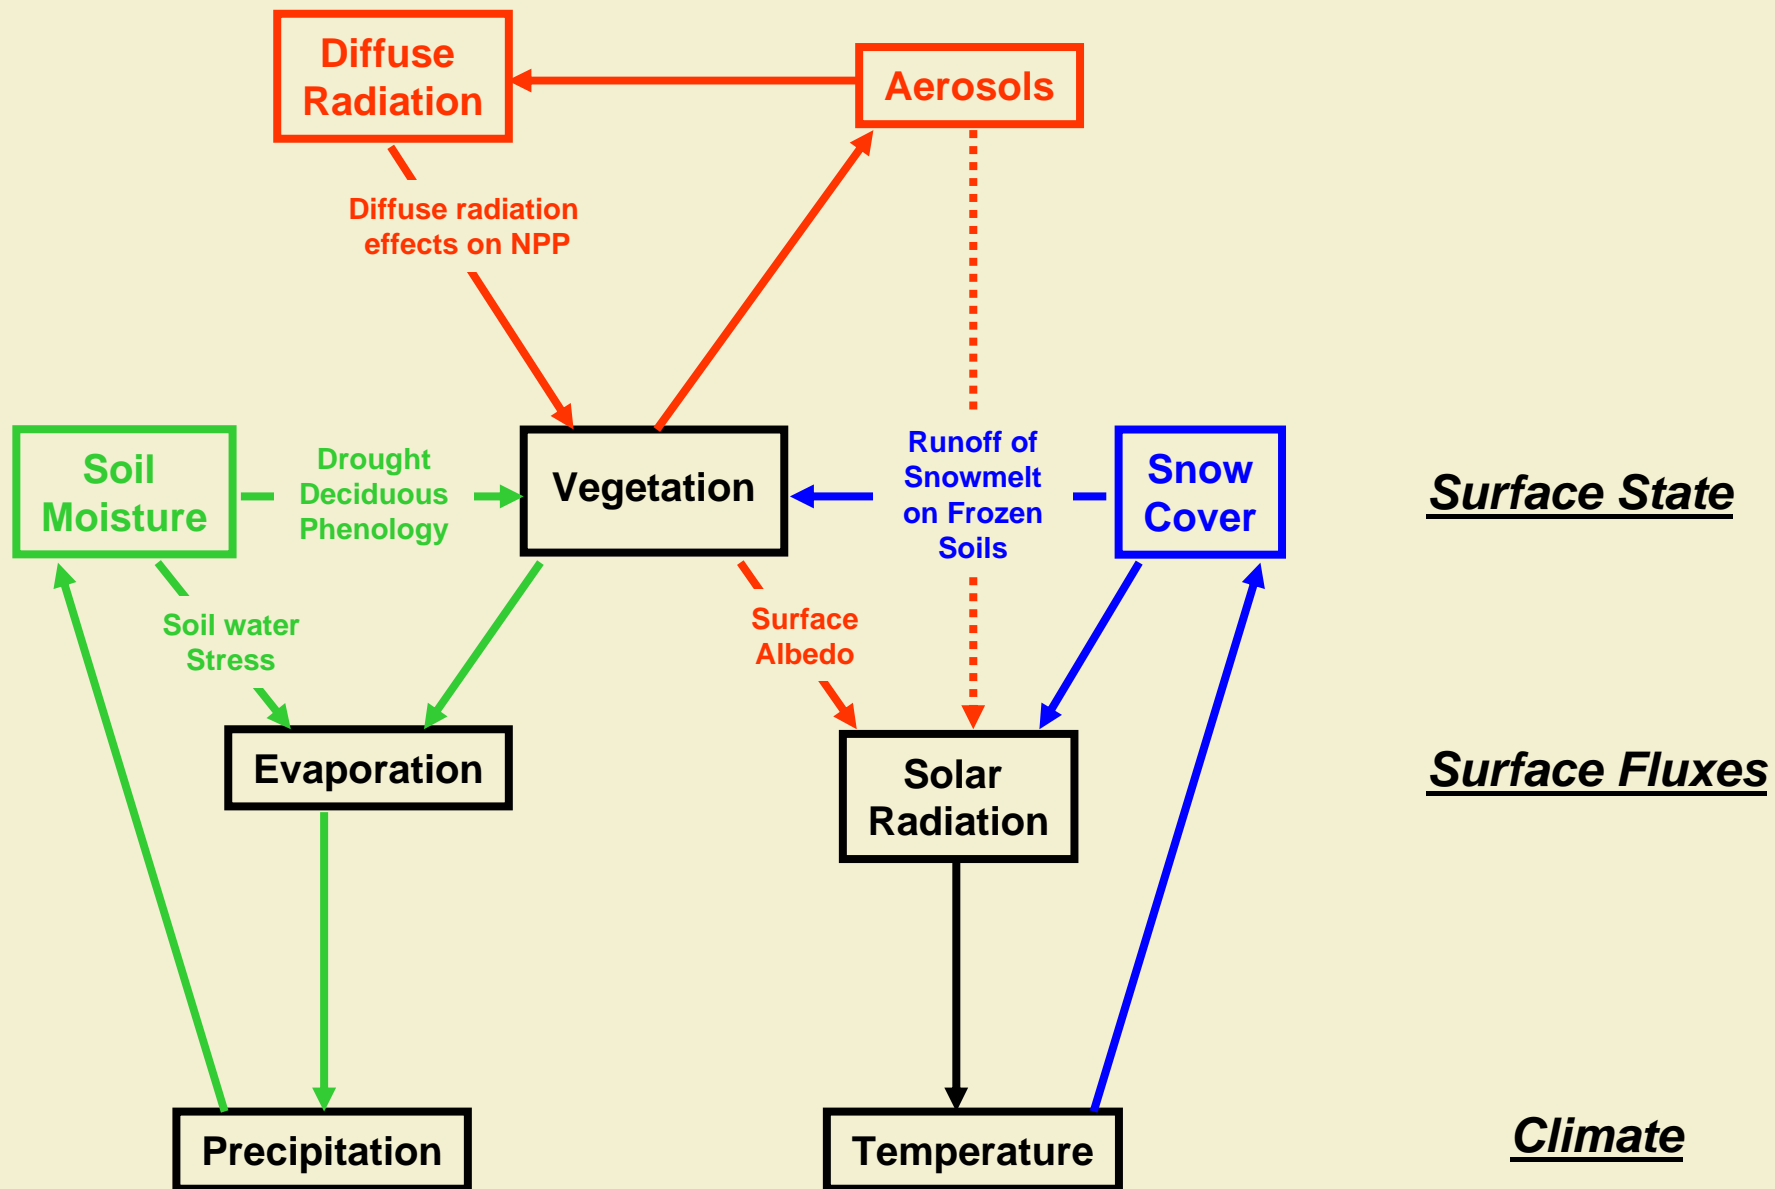 Diffuse
Radiation
Aerosols
Diffuse radiation
effects on NPP
Soil
Moisture
Drought
Deciduous
Phenology
Vegetation
Runoff of
Snowmelt
on Frozen
Soils
Snow
Cover
Surface State
Soil water
Stress
Surface
Albedo
Evaporation
Solar
Radiation
Surface Fluxes
Precipitation
Temperature
Climate